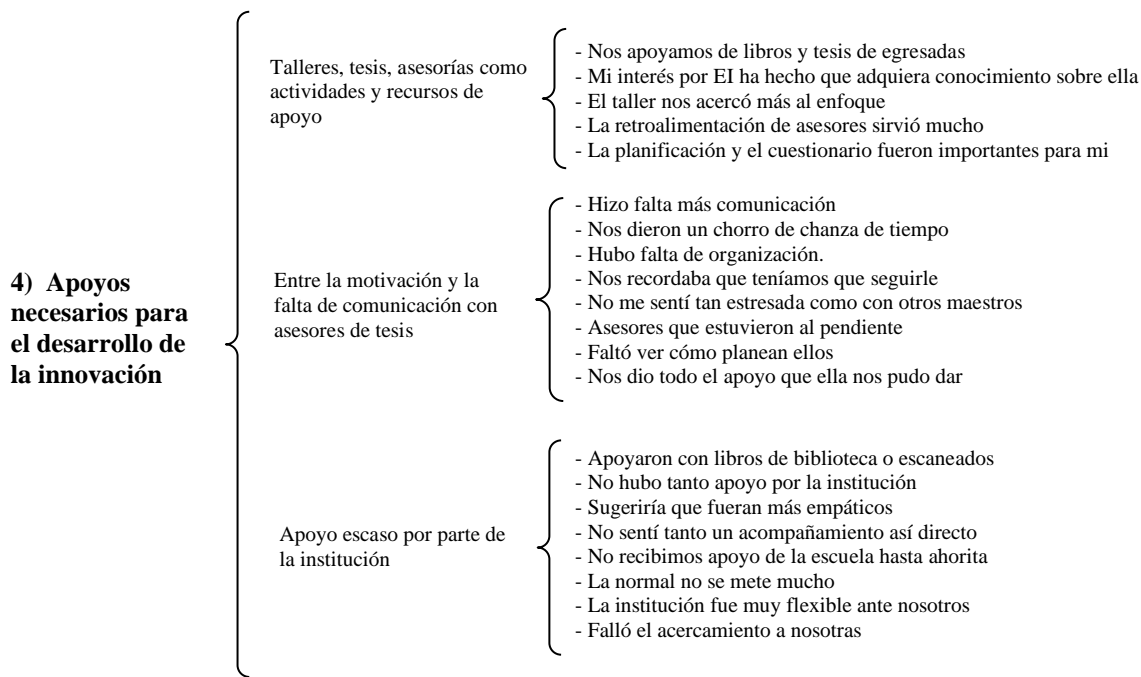 4) Apoyos
necesarios para
el desarrollo de
la innovación
Talleres, tesis, asesorías como
actividades y recursos de
apoyo
- Nos apoyamos de libros y tesis de egresadas
- Mi interés por EI ha hecho que adquiera conocimiento sobre ella
- El taller nos acercó más al enfoque
- La retroalimentación de asesores sirvió mucho
- La planificación y el cuestionario fueron importantes para mi
Entre la motivación y la
falta de comunicación con
asesores de tesis
- Hizo falta más comunicación
- Nos dieron un chorro de chanza de tiempo
- Hubo falta de organización.
- Nos recordaba que teníamos que seguirle
- No me sentí tan estresada como con otros maestros
- Asesores que estuvieron al pendiente
- Faltó ver cómo planean ellos
- Nos dio todo el apoyo que ella nos pudo dar
Apoyo escaso por parte de
la institución
- Apoyaron con libros de biblioteca o escaneados
- No hubo tanto apoyo por la institución
- Sugeriría que fueran más empáticos
- No sentí tanto un acompañamiento así directo
- No recibimos apoyo de la escuela hasta ahorita
- La normal no se mete mucho
- La institución fue muy flexible ante nosotros
- Falló el acercamiento a nosotras